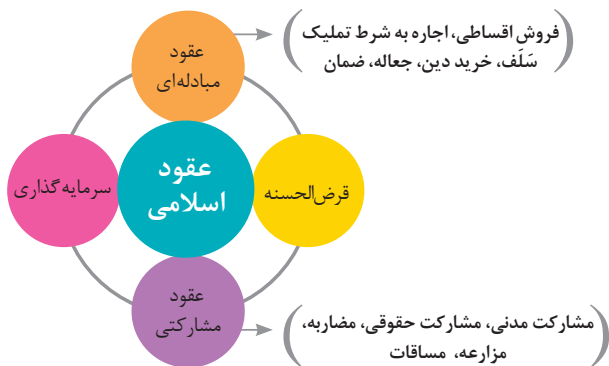 عقود
مبادله‌ای
(فروش اقساطی، اجاره به شرط تملیک
سَلَف، خرید دین، جعاله، ضمان)
قرض‌الحسنه
عقود
اسلامی
سرمایه‌گذاری
عقود
مشارکتی
(مشارکت مدنی، مشارکت حقوقی، مضاربه،
مزارعه، مساقات)